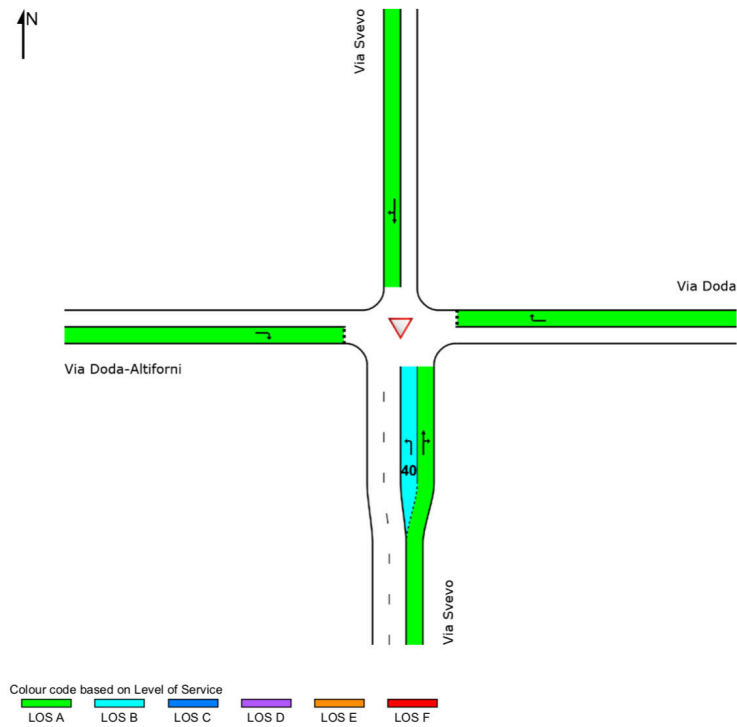 N
Via Svevo
Via Doda
Via Doda-Altiforni
40
Via Svevo
Colour code based on Level of Service
LOS A LOS B LOS C LOS D LOS E LOS F